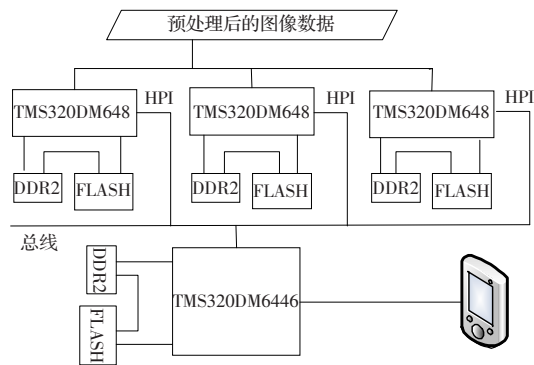 预处理后的图像数据
HPI
HPI
HPI
TMS320DM648
TMS320DM648
TMS320DM648
DDR2
FLASH
DDR2
FLASH
DDR2
FLASH
总线
DDR2
TMS320DM6446
FLASH